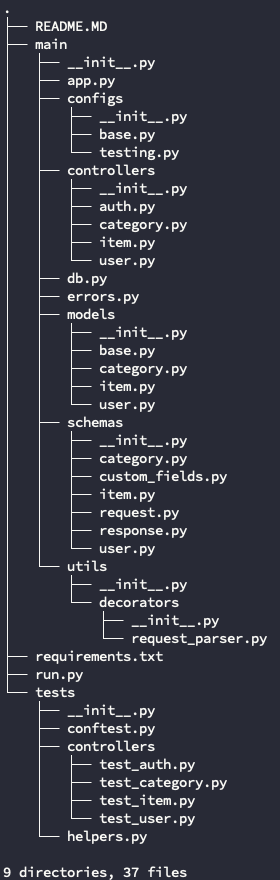 .
├── README.MD
├── main
│   ├── __init__.py
│   ├── app.py
│   ├── configs
│   │   ├── __init__.py
│   │   ├── base.py
│   │   └── testing.py
│   ├── controllers
│   │   ├── __init__.py
│   │   ├── auth.py
│   │   ├── category.py
│   │   ├── item.py
│   │   └── user.py
│   ├── db.py
│   ├── errors.py
│   ├── models
│   │   ├── __init__.py
│   │   ├── base.py
│   │   ├── category.py
│   │   ├── item.py
│   │   └── user.py
│   ├── schemas
│   │   ├── __init__.py
│   │   ├── category.py
│   │   ├── custom_fields.py
│   │   ├── item.py
│   │   ├── request.py
│   │   ├── response.py
│   │   └── user.py
│   └── utils
│       ├── __init__.py
│       └── decorators
│           ├── __init__.py
│           └── request_parser.py
├── requirements.txt
├── run.py
└── tests
    ├── __init__.py
    ├── conftest.py
    ├── controllers
    │   ├── test_auth.py
    │   ├── test_category.py
    │   ├── test_item.py
    │   └── test_user.py
    └── helpers.py
9 directories, 37 files